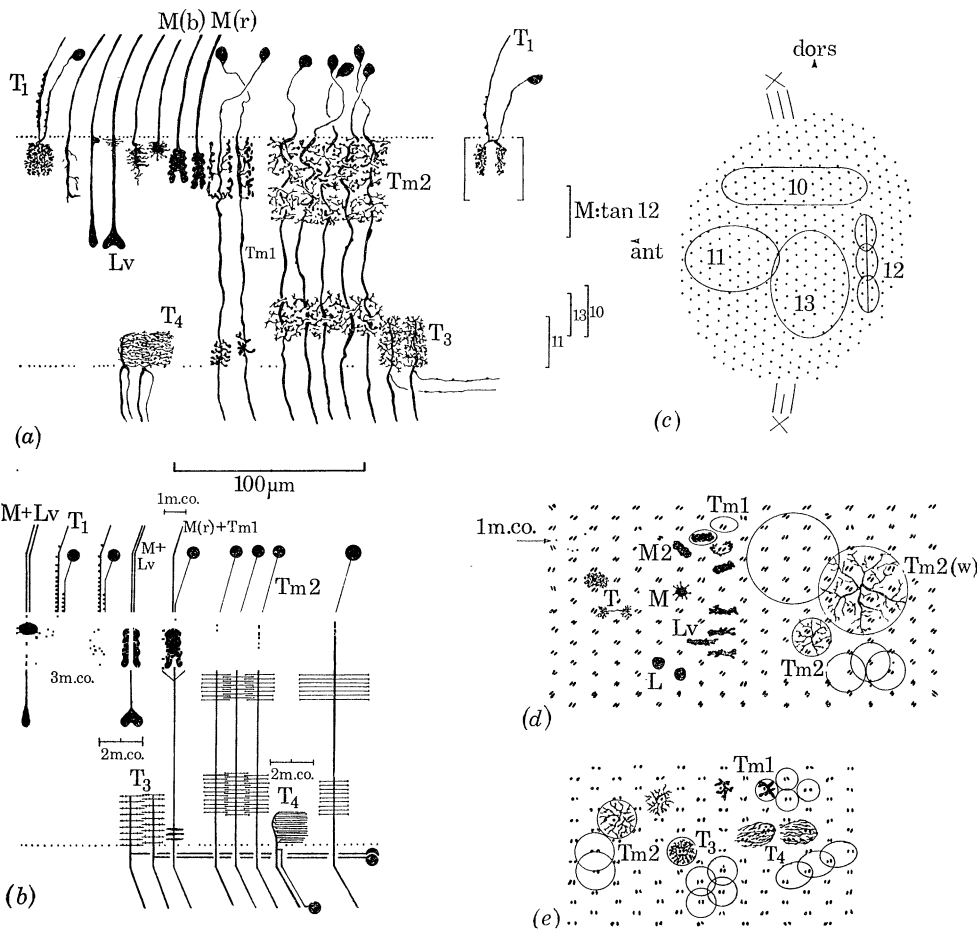 M(b) M(r)
T1
Lv
Tm1
Tm2
T4
T3
(a)
T1
M:tan 12
13
10
11
(c)
dors
ant
10
11
12
13
100μm
M+Lv
T1
M+
Lv
1m.co.
M(r)+Tm1
Tm2
3m.co.
2m.co.
T3
2m.co.
T4
(b)
1m.co.
Tm1
M2
T
M
Lv
L
Tm2(w)
Tm2
(d)
Tm1
Tm2
T3
T4
(e)